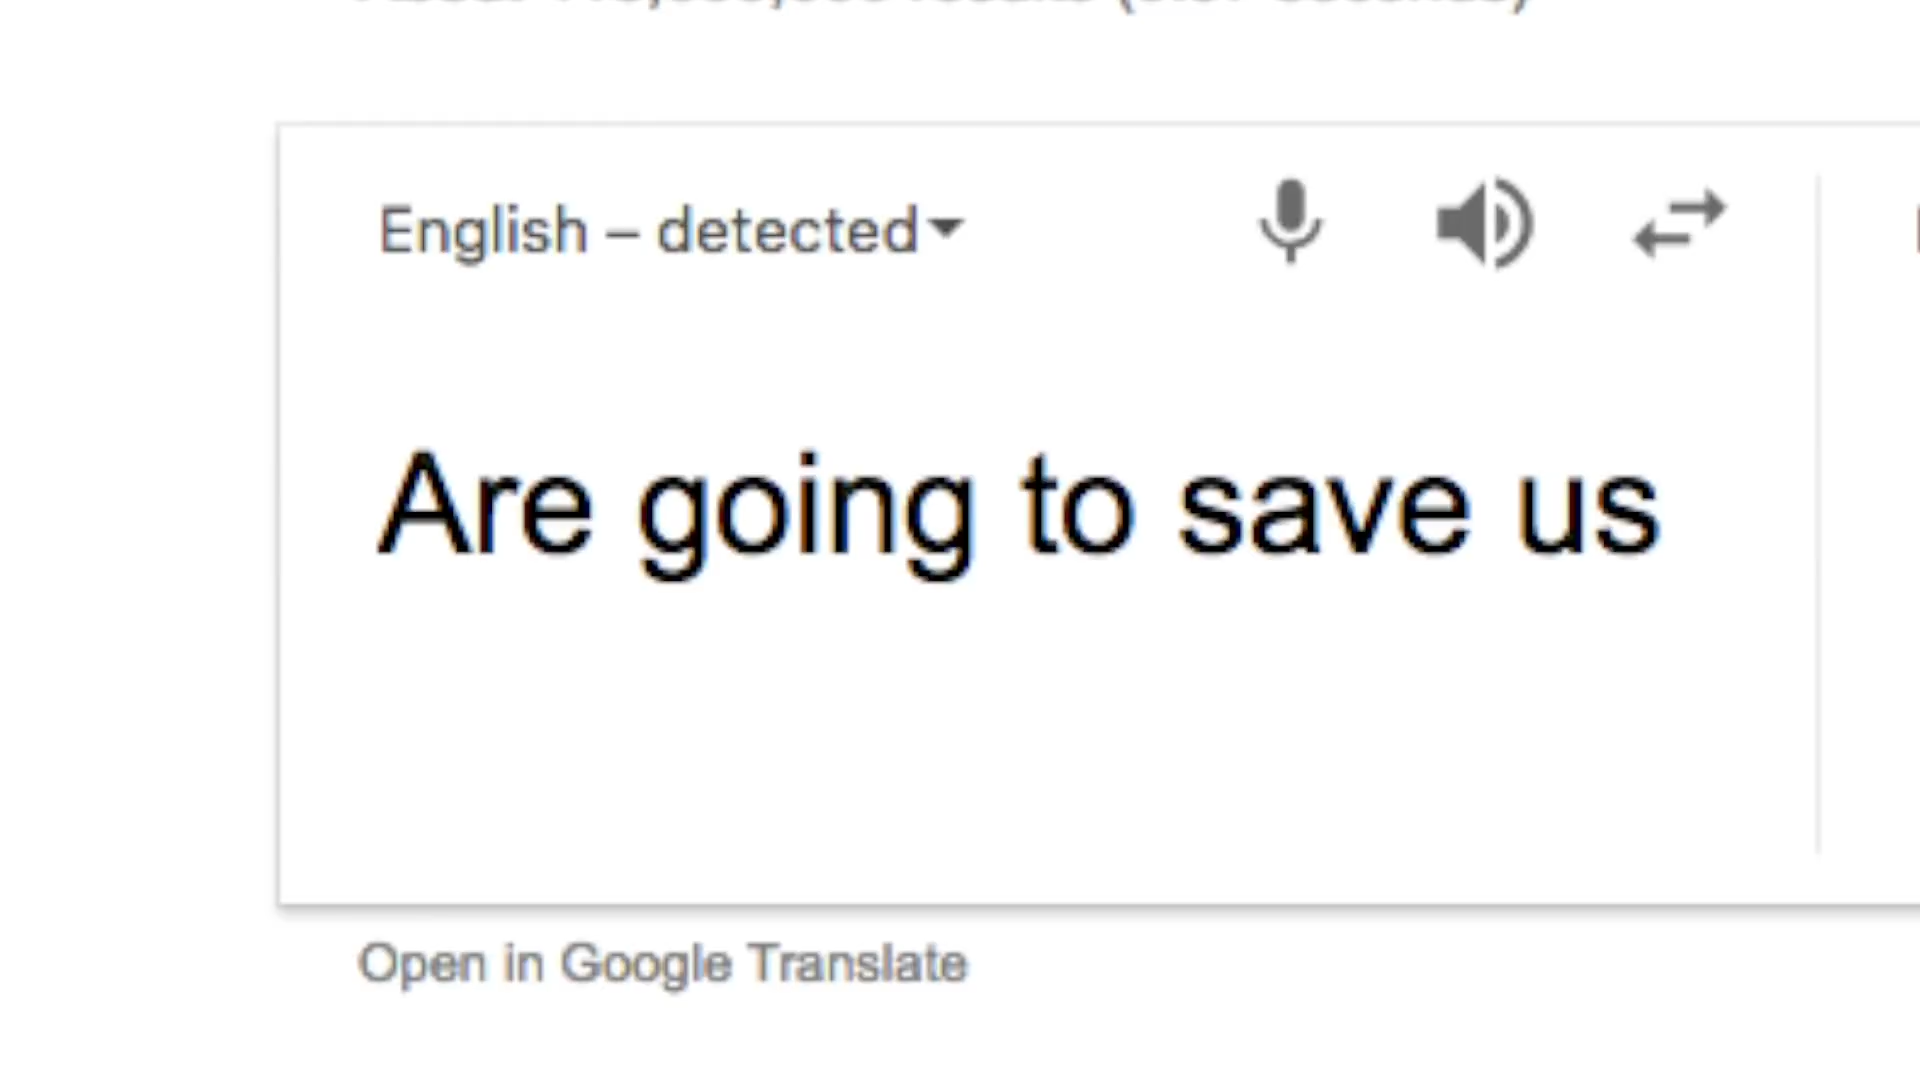 English – detected
Are going to save us
Open in Google Translate